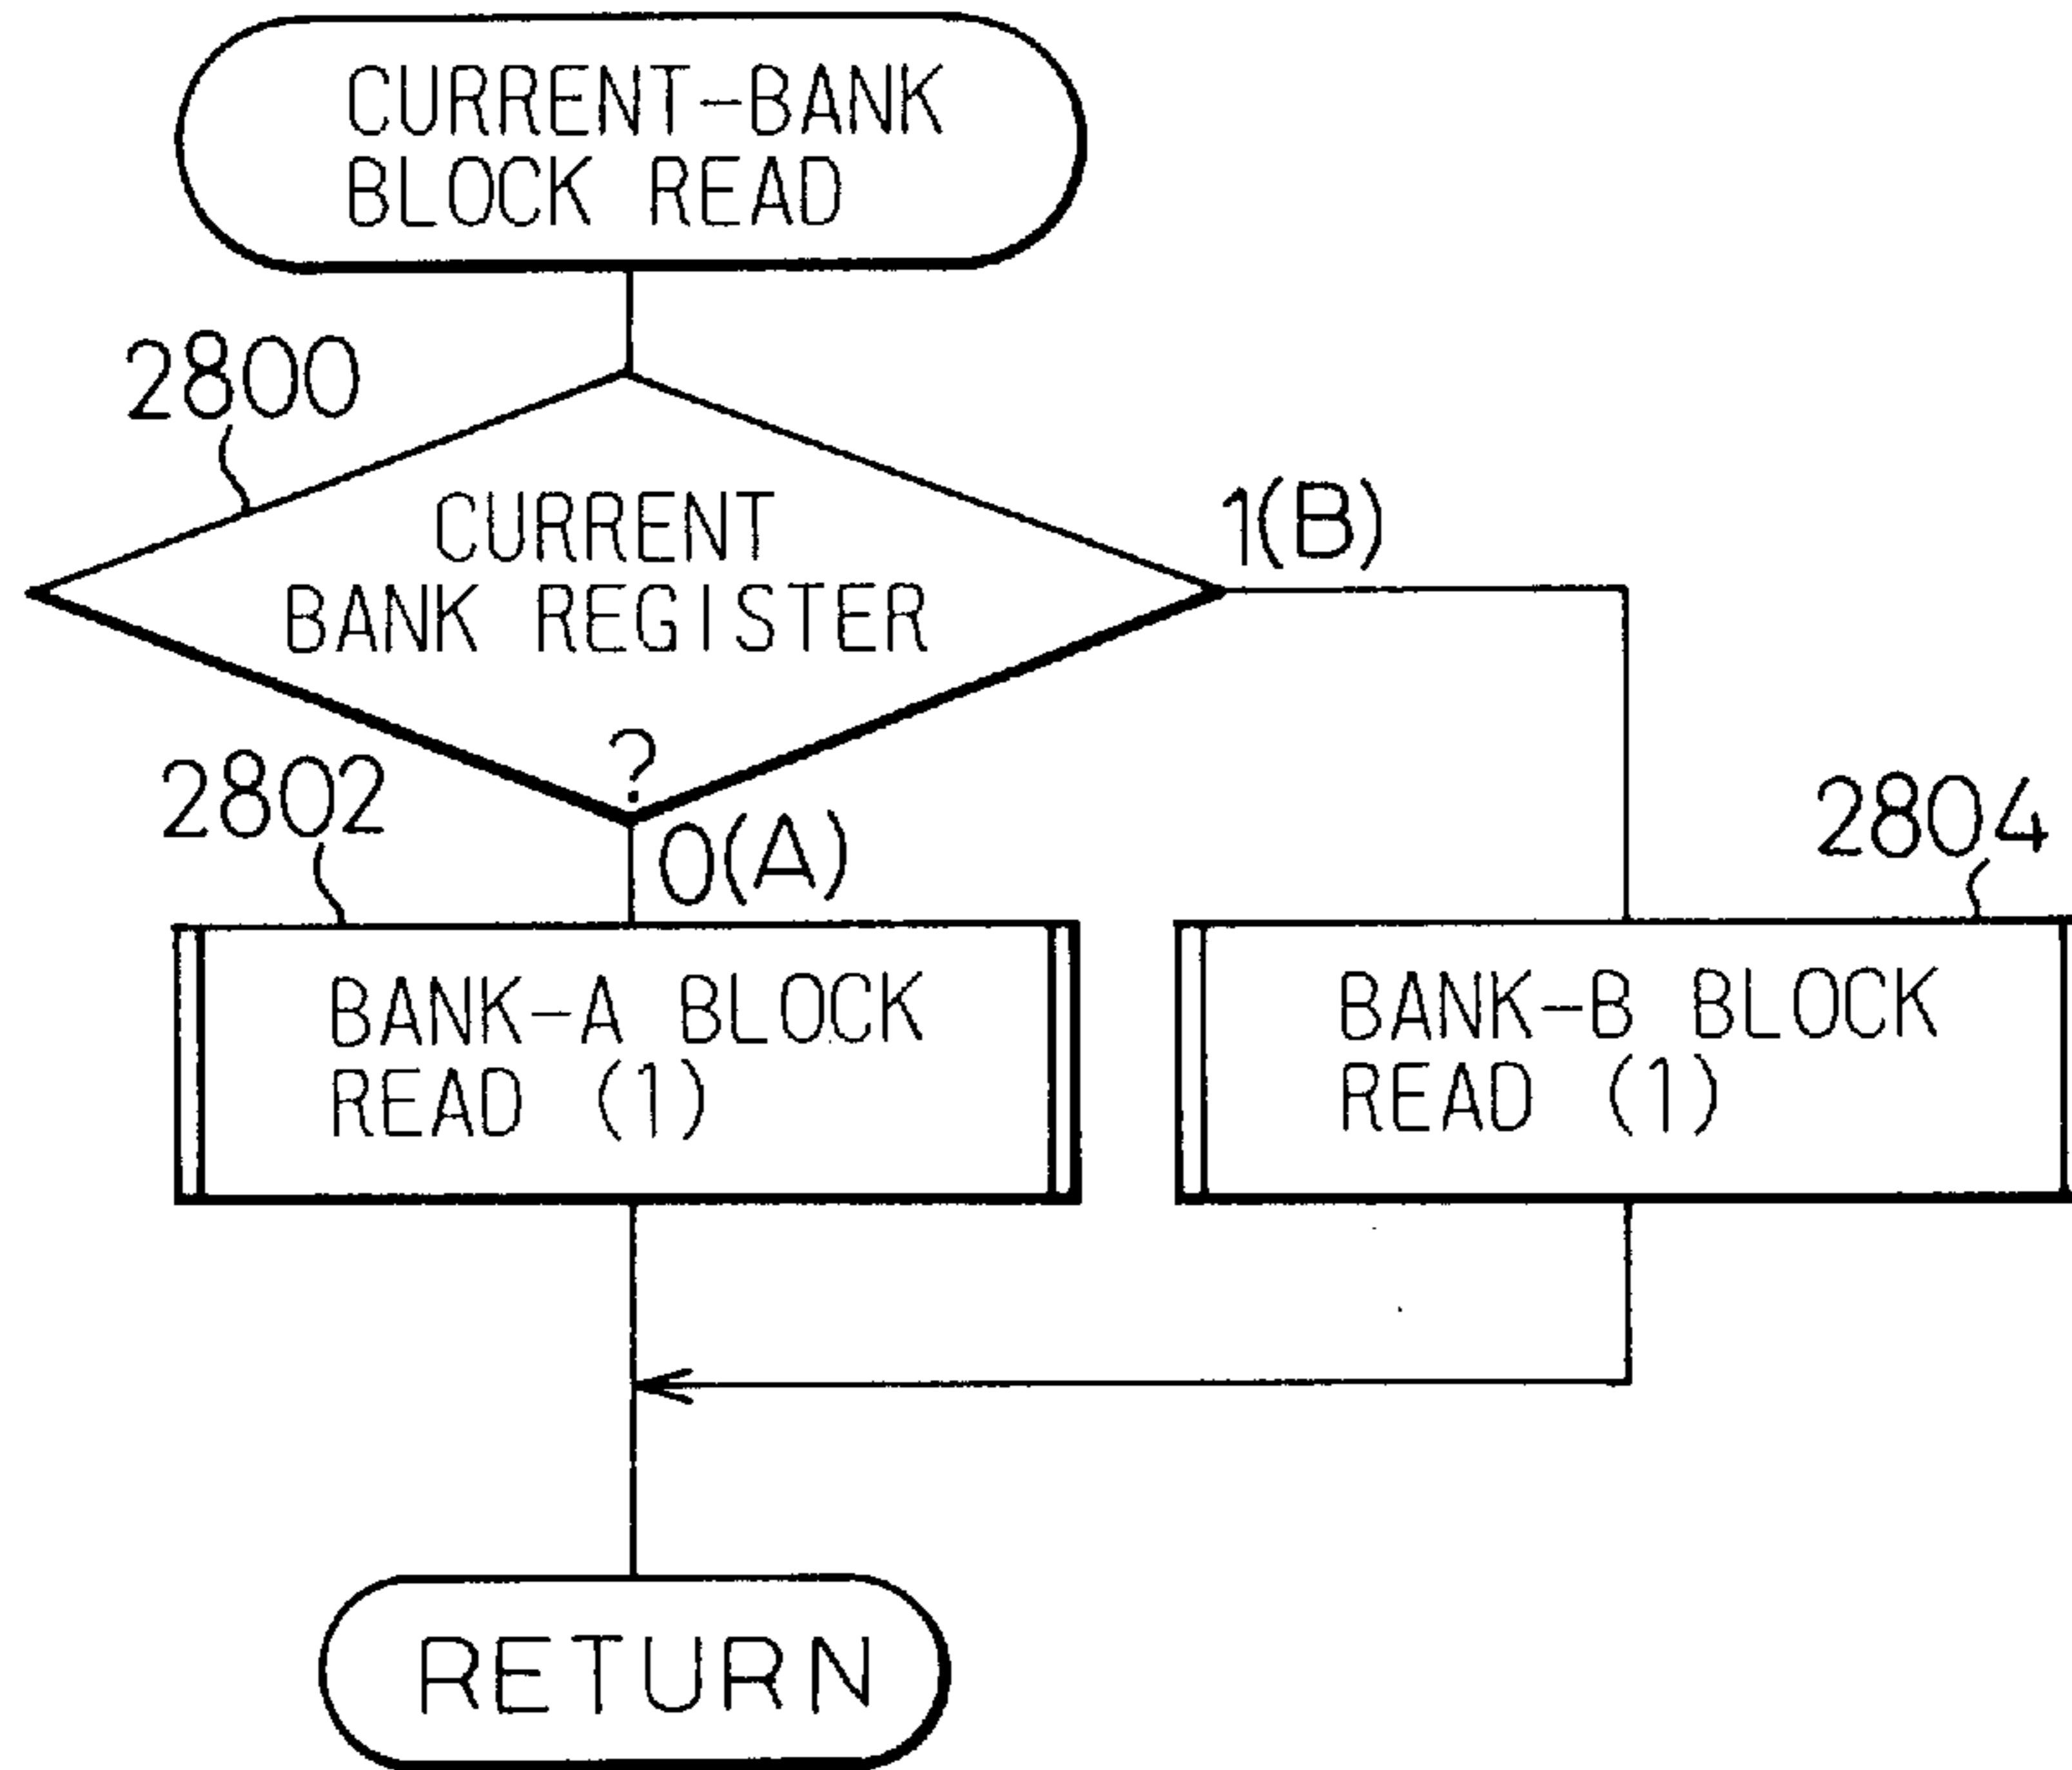 CURRENT-BANK
BLOCK READ
2800
CURRENT
BANK REGISTER
?
1(B)
0(A)
2802
BANK-A BLOCK
READ (1)
2804
BANK-B BLOCK
READ (1)
RETURN